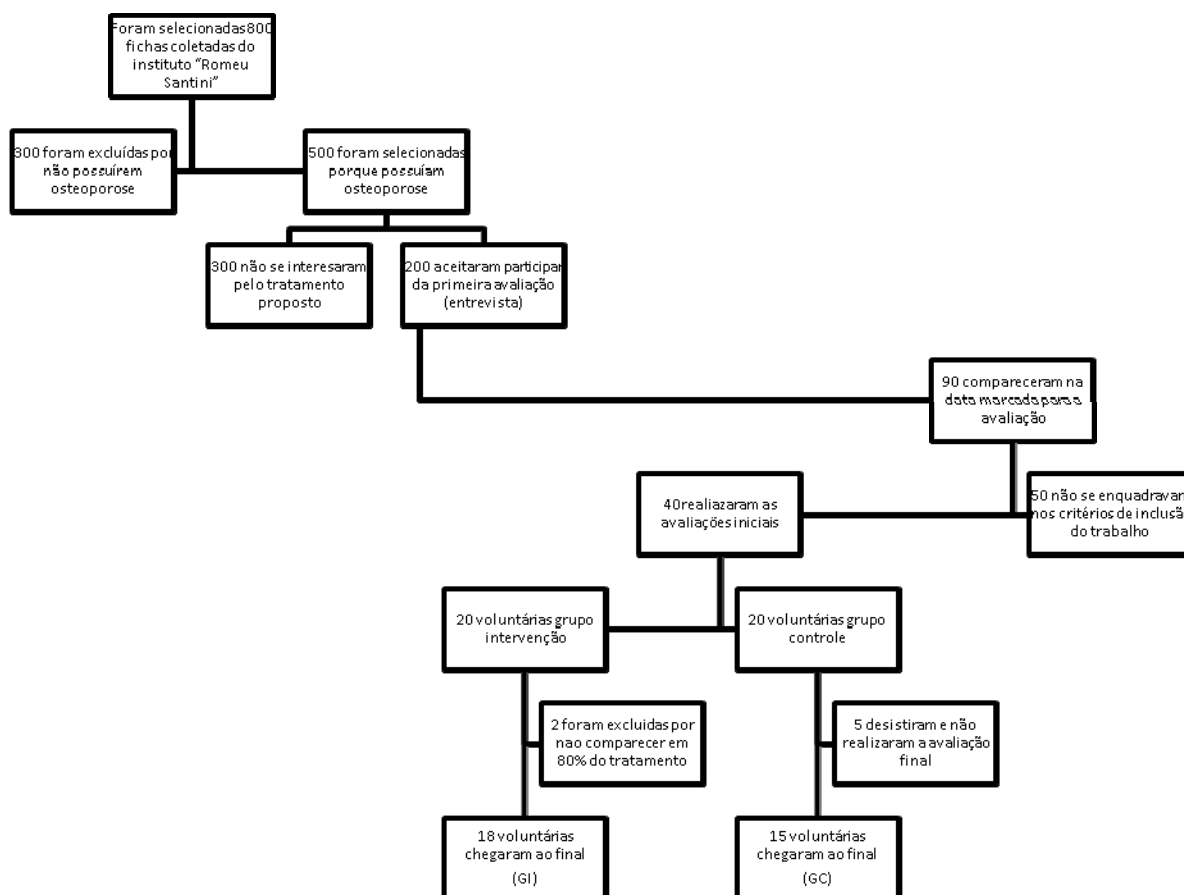 Foram selecionadas800
fichas coletadas do
instituto “Romeu
Santini”
300 foram excluídas por
não possuírem
osteoporose
500 foram selecionadas
porque possuíam
osteoporose
300 não se interesaram
pelo tratamento
proposto
200 aceitaram participar
da primeira avaliação
(entrevista)
90 compareceram na
data marcada para a
avaliação
40 realiazaram as
avaliações iniciais
50 não se enquadravam
nos critérios de inclusão
do trabalho
20 voluntárias grupo
intervenção
20 voluntárias grupo
controle
2 foram excluidas por
nao comparecer em
80% do tratamento
5 desistiram e não
realizaram a avaliação
final
18 voluntárias
chegaram ao final
(GI)
15 voluntárias
chegaram ao final
(GC)